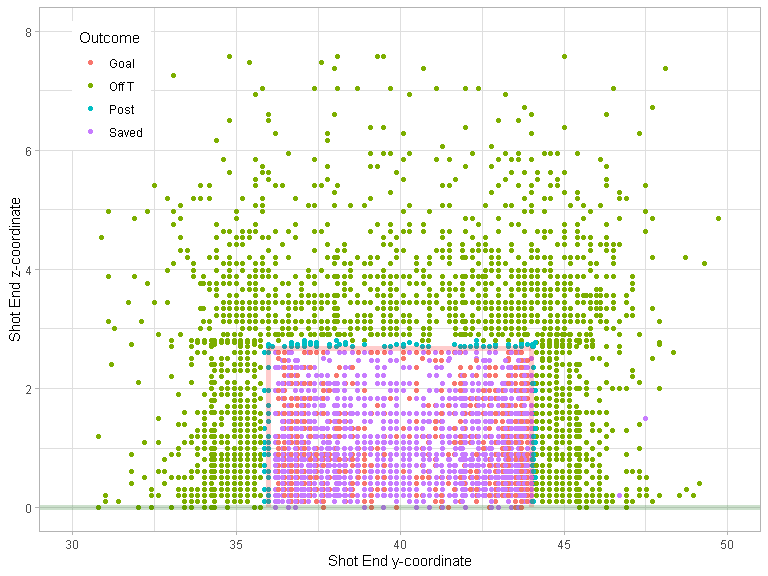 8
6
4
2
0
30
35
40
45
50
Outcome
Goal
Off T
Post
Saved
Shot End y-coordinate
Shot End z-coordinate